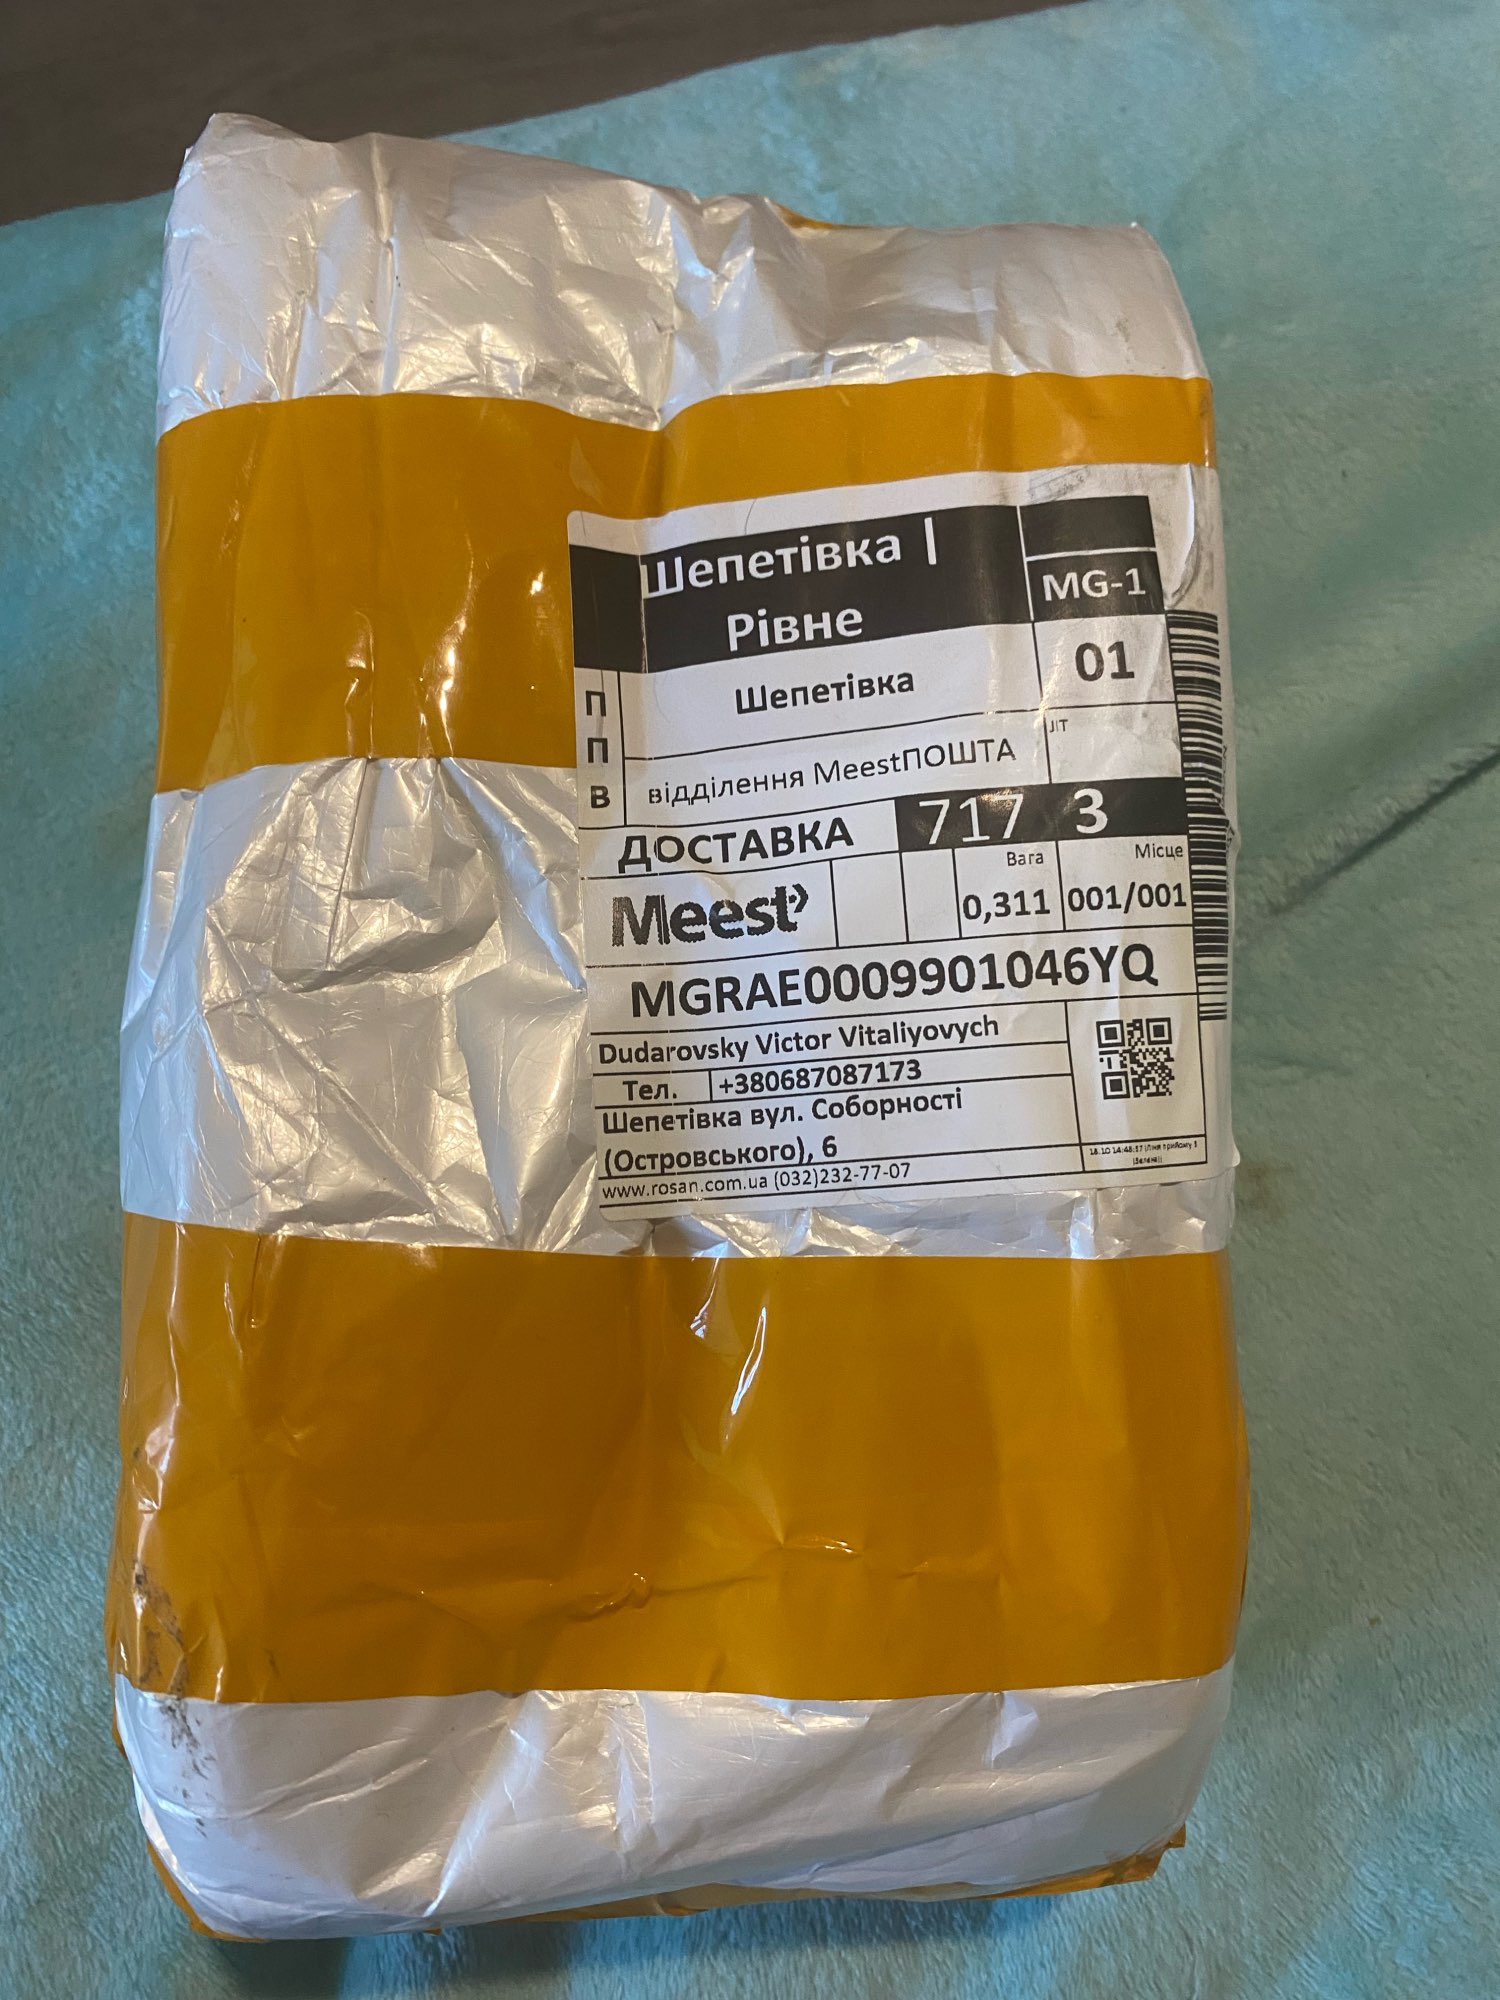 Шепетівка |
Рівне
MG-1
П
П
В
Шепетівка
01
відділення MeestПОШТА
ЛТ
ДОСТАВКА
717 3
Вага
Місце
Meest
0,311
001/001
MGRAE0009901046YQ
Dudarovsky Victor Vitaliyovych
Тел. +380687087173
Шепетівка вул. Соборності
(Островського), 6
www.rosan.com.ua (032)232-77-07